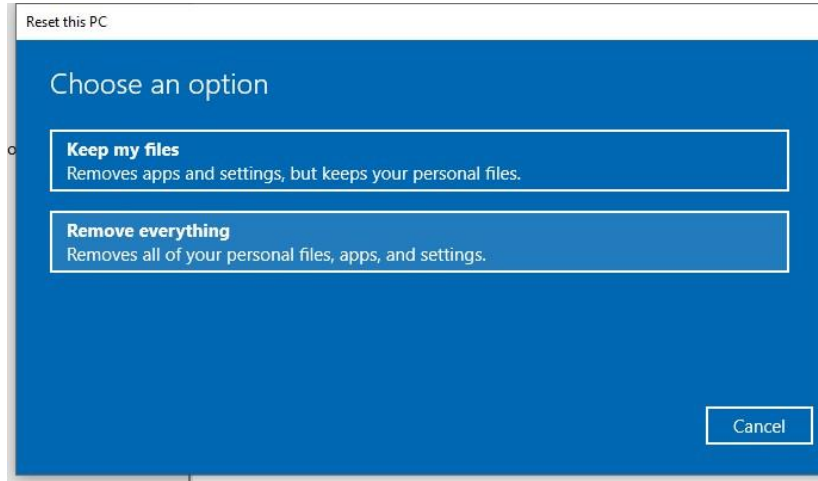 Reset this PC
Choose an option
Keep my files
Removes apps and settings, but keeps your personal files.
Remove everything
Removes all of your personal files, apps, and settings.
Cancel